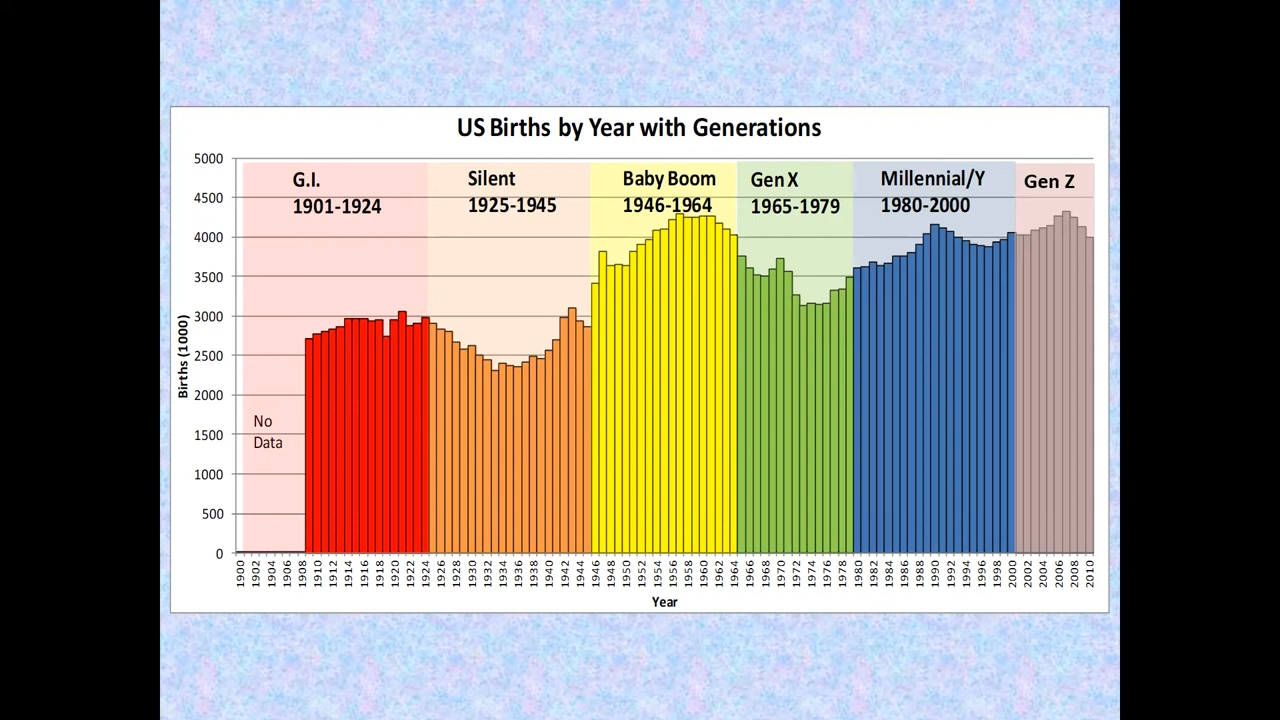 US Births by Year with Generations
G.I.
1901-1924
Silent
1925-1945
Baby Boom
1946-1964
Gen X
1965-1979
Millennial/Y
1980-2000
Gen Z
Births (1000)
5000
4500
4000
3500
3000
2500
2000
1500
1000
500
0
No
Data
1900 1902 1904 1906 1908 1910 1912 1914 1916 1918 1920 1922 1924 1926 1928 1930 1932 1934 1936 1938 1940 1942 1944 1946 1948 1950 1952 1954 1956 1958 1960 1962 1964 1966 1968 1970 1972 1974 1976 1978 1980 1982 1984 1986 1988 1990 1992 1994 1996 1998 2000 2002 2004 2006 2008 2010
Year